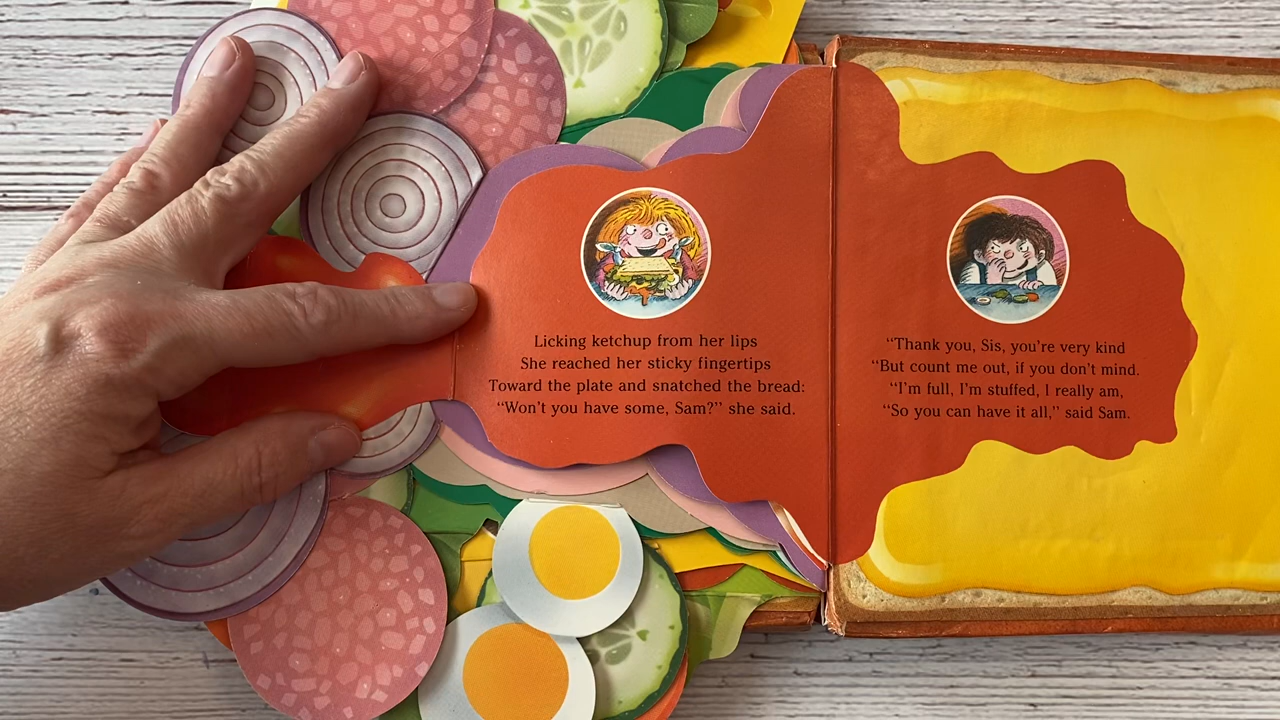 Licking ketchup from her lips
She reached her sticky fingertips
Toward the plate and snatched the bread:
“Won’t you have some, Sam?” she said.
“Thank you, Sis, you’re very kind
“But count me out, if you don’t mind.
“I’m full, I’m stuffed, I really am,
“So you can have it all,” said Sam.